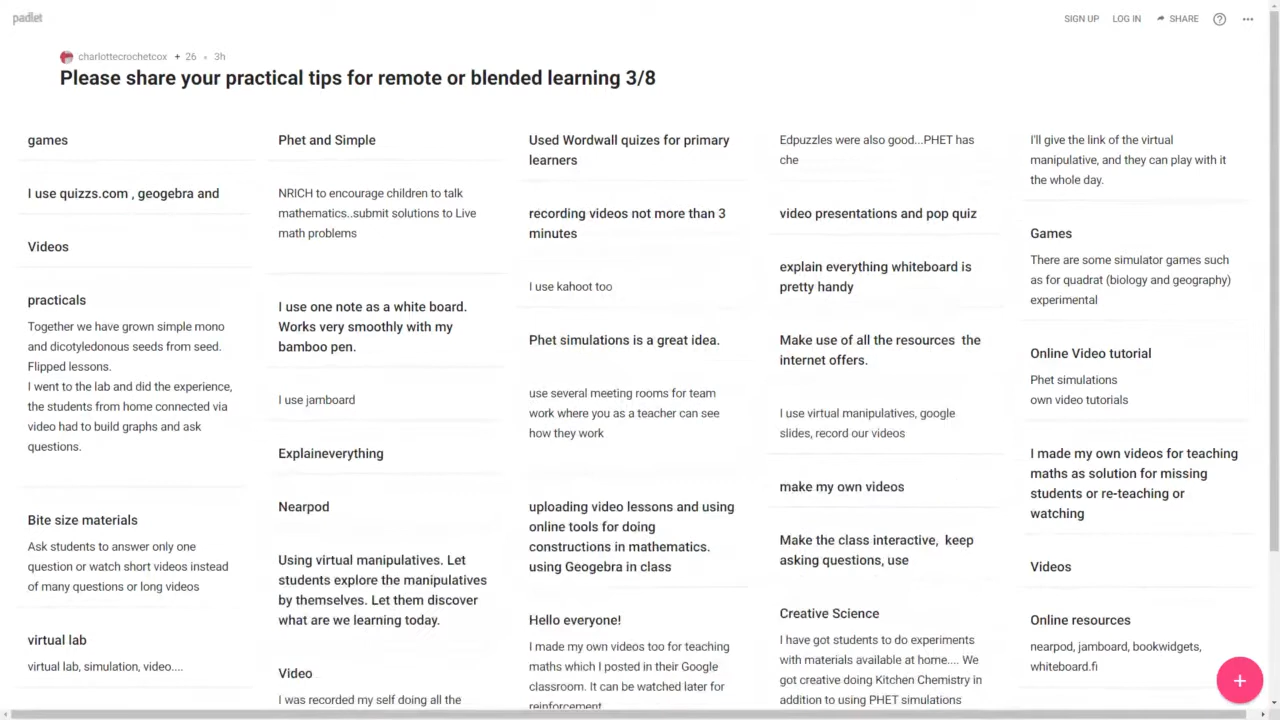 padlet
SIGN UP
LOG IN
SHARE
charlottecrochetcox + 26 • 3h
Please share your practical tips for remote or blended learning 3/8
games
I use quizzs.com , geogebra and
Videos
practicals
Together we have grown simple mono
and dicotyledonous seeds from seed.
Flipped lessons.
I went to the lab and did the experience,
the students from home connected via
video had to build graphs and ask
questions.
Bite size materials
Ask students to answer only one
question or watch short videos instead
of many questions or long videos
virtual lab
virtual lab, simulation, video....
Phet and Simple
NRICH to encourage children to talk
mathematics..submit solutions to Live
math problems
I use one note as a white board.
Works very smoothly with my
bamboo pen.
I use jamboard
Explaineverything
Nearpod
Using virtual manipulatives. Let
students explore the manipulatives
by themselves. Let them discover
what are we learning today.
Video
I was recorded my self doing all the
Used Wordwall quizes for primary
learners
recording videos not more than 3
minutes
I use kahoot too
Phet simulations is a great idea.
use several meeting rooms for team
work where you as a teacher can see
how they work
uploading video lessons and using
online tools for doing
constructions in mathematics.
using Geogebra in class
Hello everyone!
I made my own videos too for teaching
maths which I posted in their Google
classroom. It can be watched later for
reinforcement
Edpuzzles were also good...PHET has
che
video presentations and pop quiz
explain everything whiteboard is
pretty handy
Make use of all the resources the
internet offers.
I use virtual manipulatives, google
slides, record our videos
make my own videos
Make the class interactive, keep
asking questions, use
Creative Science
I have got students to do experiments
with materials available at home.... We
got creative doing Kitchen Chemistry in
addition to using PHET simulations
I'll give the link of the virtual
manipulative, and they can play with it
the whole day.
Games
There are some simulator games such
as for quadrat (biology and geography)
experimental
Online Video tutorial
Phet simulations
own video tutorials
I made my own videos for teaching
maths as solution for missing
students or re-teaching or
watching
Videos
Online resources
nearpod, jamboard, bookwidgets,
whiteboard.fi